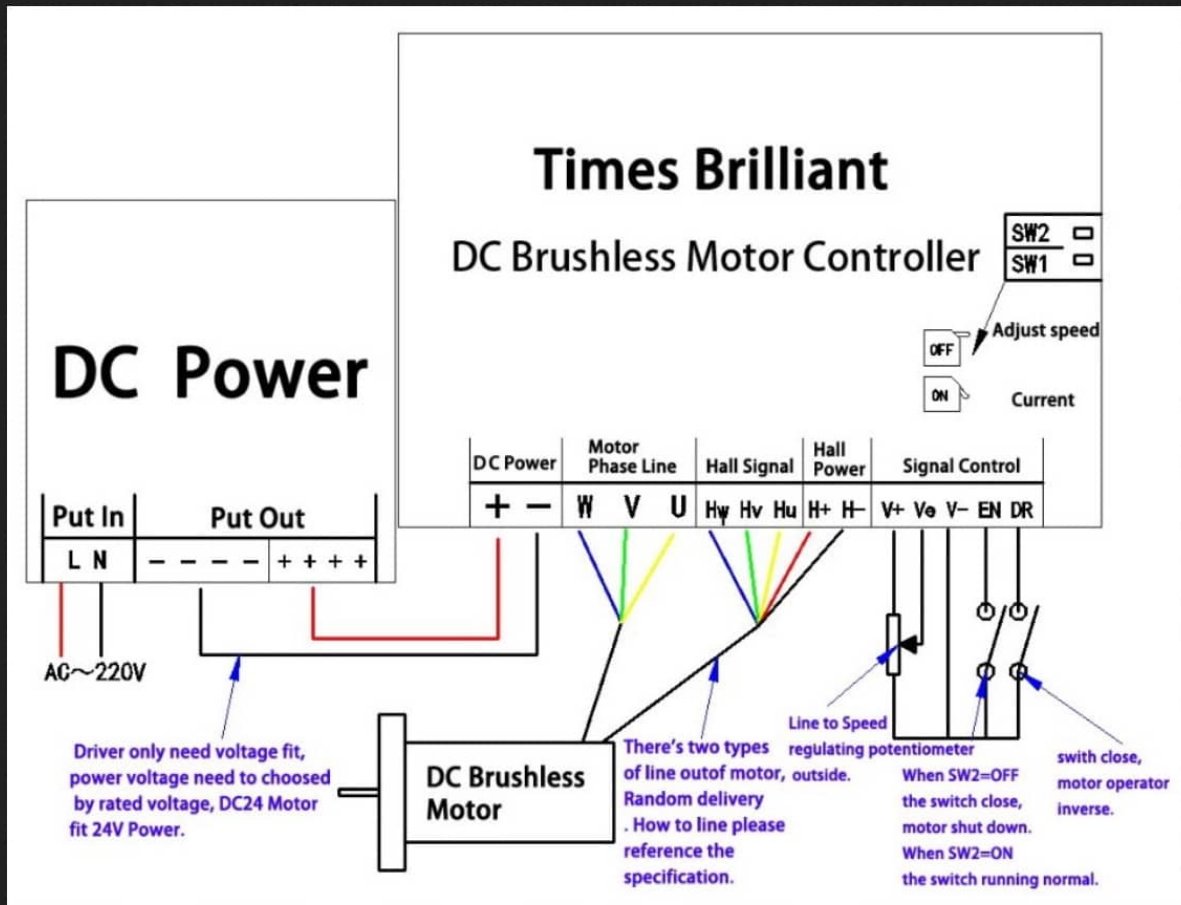 Times Brilliant
DC Brushless Motor Controller
SW2
SW1
Adjust speed
OFF
ON
Current
DC Power
Put In
Put Out
L N
- - - - + + + +
AC~220V
DC Power
Motor
Phase Line
Hall Signal
Hall
Power
Signal Control
+ -
W V U
Hw Hv Hu
H+ H-
V+ Ve V- EN DR
Driver only need voltage fit,
power voltage need to choosed
by rated voltage, DC24 Motor
fit 24V Power.
DC Brushless
Motor
There's two types
of line outof motor,
Random delivery
. How to line please
reference the
specification.
Line to Speed
regulating potentiometer
outside.
When SW2=OFF
the switch close,
motor shut down.
When SW2=ON
the switch running normal.
swith close,
motor operator
inverse.